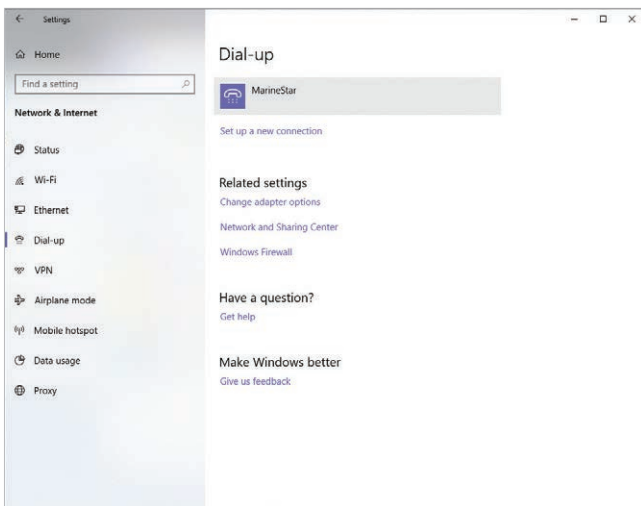 Settings
Home
Find a setting
Network & Internet
Status
Wi-Fi
Ethernet
Dial-up
VPN
Airplane mode
Mobile hotspot
Data usage
Proxy
Dial-up
MarineStar
Set up a new connection
Related settings
Change adapter options
Network and Sharing Center
Windows Firewall
Have a question?
Get help
Make Windows better
Give us feedback